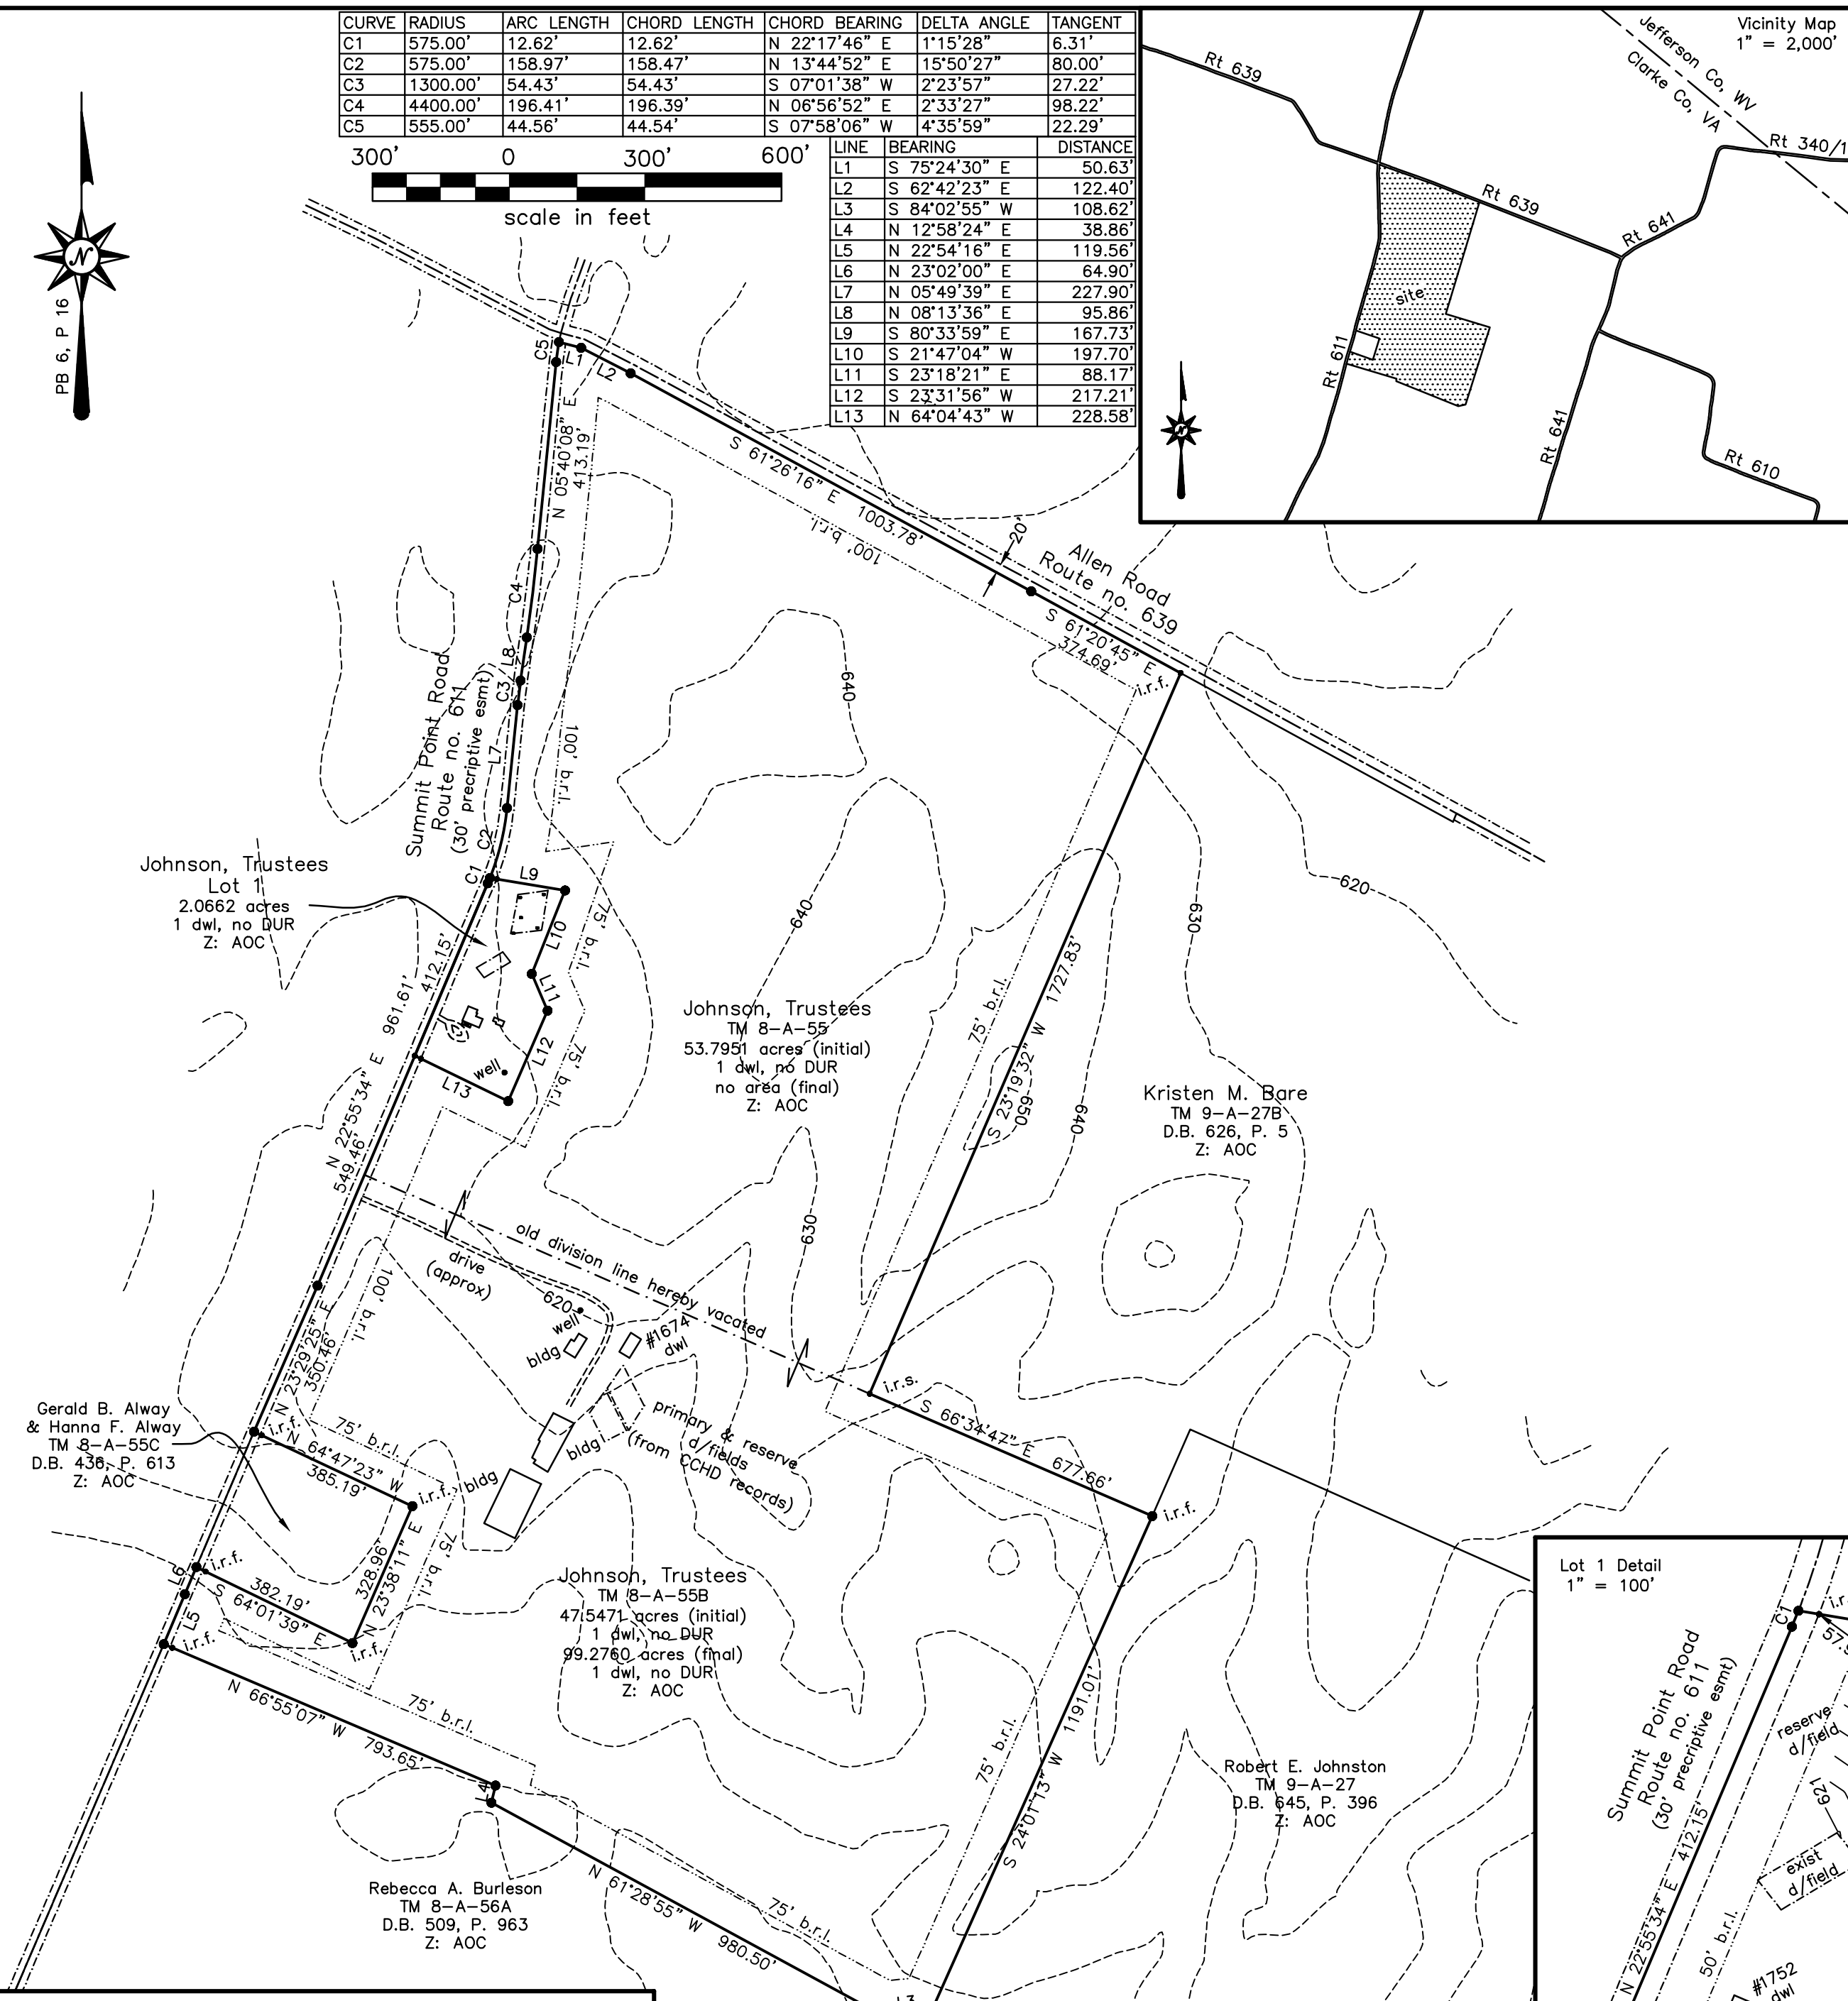 CURVE RADIUS ARC LENGTH CHORD LENGTH CHORD BEARING DELTA ANGLE TANGENT
C1 575.00' 12.62' 12.62' N 22°17'46" E 1°15'28" 6.31'
C2 575.00' 158.97' 158.47' N 13°44'52" E 15°50'27" 80.00'
C3 1300.00' 54.43' 54.43' S 07°01'38" W 2°23'57" 27.22'
C4 4400.00' 196.41' 196.39' N 06°56'52" E 2°33'27" 98.22'
C5 555.00' 44.56' 44.54' S 07°58'06" W 4°35'59" 22.29'
LINE BEARING DISTANCE
L1 S 75°24'30" E 50.63'
L2 S 62°42'23" E 122.40'
L3 S 84°02'55" W 108.62'
L4 N 12°58'24" E 38.86'
L5 N 22°54'16" E 119.56'
L6 N 23°02'00" E 64.90'
L7 N 05°49'39" E 227.90'
L8 N 08°13'36" E 95.86'
L9 S 80°33'59" E 167.73'
L10 S 21°47'04" W 197.70'
L11 S 23°18'21" E 88.17'
L12 S 23°31'56" W 217.21'
L13 N 64°04'43" W 228.58'
300' 0 300' 600'
scale in feet
N
PB 6, P 16
Vicinity Map
1" = 2,000'
Jefferson Co, WV
Clarke Co, VA
Rt 639
Rt 340/1
Rt 639
Rt 641
site
Rt 611
Rt 641
Rt 610
N
C5
L1
L2
N 05°40'08" E
413.19'
S 61°26'16" E 1003.78'
100' b.r.l.
20'
Allen Road
Route no. 639
S 61°20'45" E
374.69'
i.r.f.
C4
L8
C3
L7
C2
C1
Summit Point Road
Route no. 611
(30' precriptive esmt)
100' b.r.l.
640
640
630
620
Johnson, Trustees
Lot 1
2.0662 acres
1 dwl, no DUR
Z: AOC
L9
L10
75' b.r.l.
L11
L12
75' b.r.l.
L13
well
412.15'
961.61'
N 22°55'34" E
549.46'
Johnson, Trustees
TM 8-A-55
53.7951 acres (initial)
1 dwl, no DUR
no area (final)
Z: AOC
75' b.r.l.
S 23°19'32" W 1727.83'
650
640
630
Kristen M. Bare
TM 9-A-27B
D.B. 626, P. 5
Z: AOC
old division line hereby vacated
drive
(approx)
620
well
bldg
#1674
dwl
100' b.r.l.
N 23°29'25" E
350.46'
i.r.s.
S 66°34'47" E 677.66'
i.r.f.
primary & reserve
d/fields
(from CCHD records)
bldg
bldg
Gerald B. Alway
& Hanna F. Alway
TM 8-A-55C
D.B. 436, P. 613
Z: AOC
i.r.f.
75' b.r.l.
N 64°47'23" W
385.19'
i.r.f.
75' b.r.l.
N 23°38'11" E
328.96'
i.r.f.
L6
382.19'
S 64°01'39" E
i.r.f.
L5
i.r.f.
Johnson, Trustees
TM 8-A-55B
47.5471 acres (initial)
1 dwl, no DUR
99.2760 acres (final)
1 dwl, no DUR
Z: AOC
N 66°55'07" W 793.65'
75' b.r.l.
L4
75' b.r.l.
S 24°01'13" W 1191.01'
Robert E. Johnston
TM 9-A-27
D.B. 645, P. 396
Z: AOC
Rebecca A. Burleson
TM 8-A-56A
D.B. 509, P. 963
Z: AOC
N 61°28'55" W 980.50'
75' b.r.l.
L3
Lot 1 Detail
1" = 100'
C1
Summit Point Road
Route no. 611
(30' precriptive esmt)
reserve
d/field
629
exist
d/field
N 22°55'34" E 412.15'
50' b.r.l.
#1752
dwl